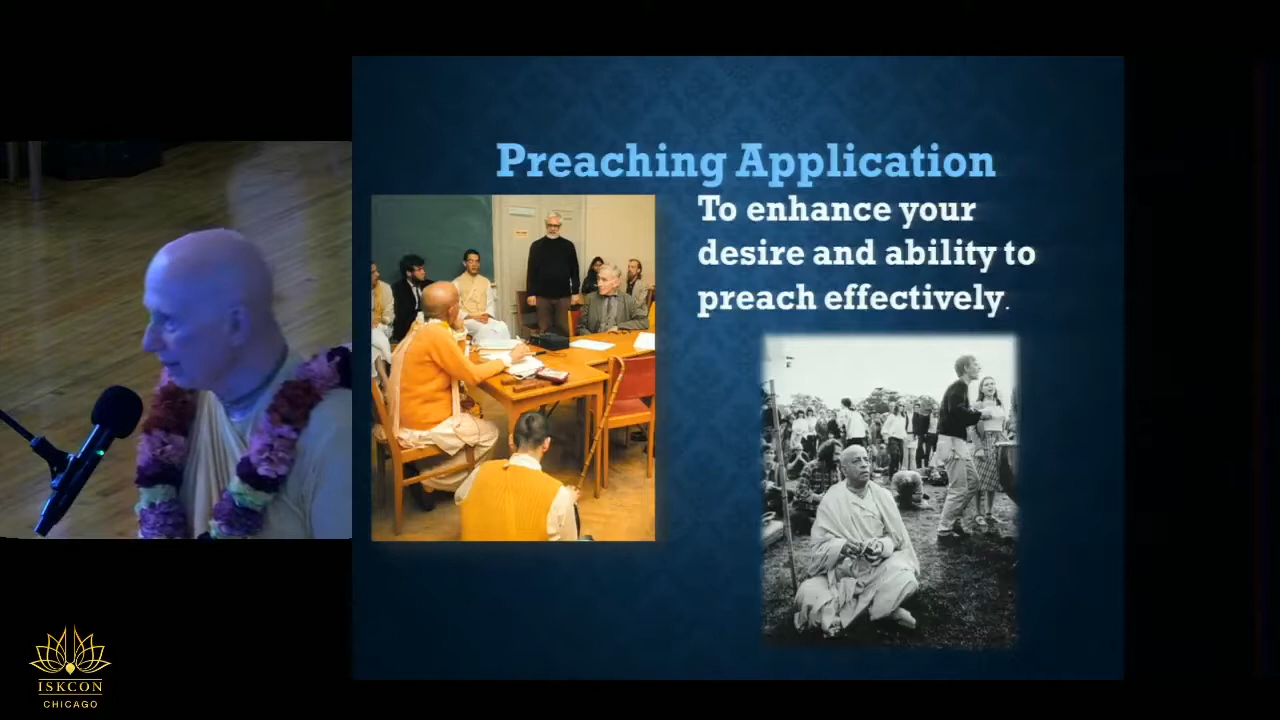 Preaching Application
To enhance your
desire and ability to
preach effectively.
ISKCON
CHICAGO